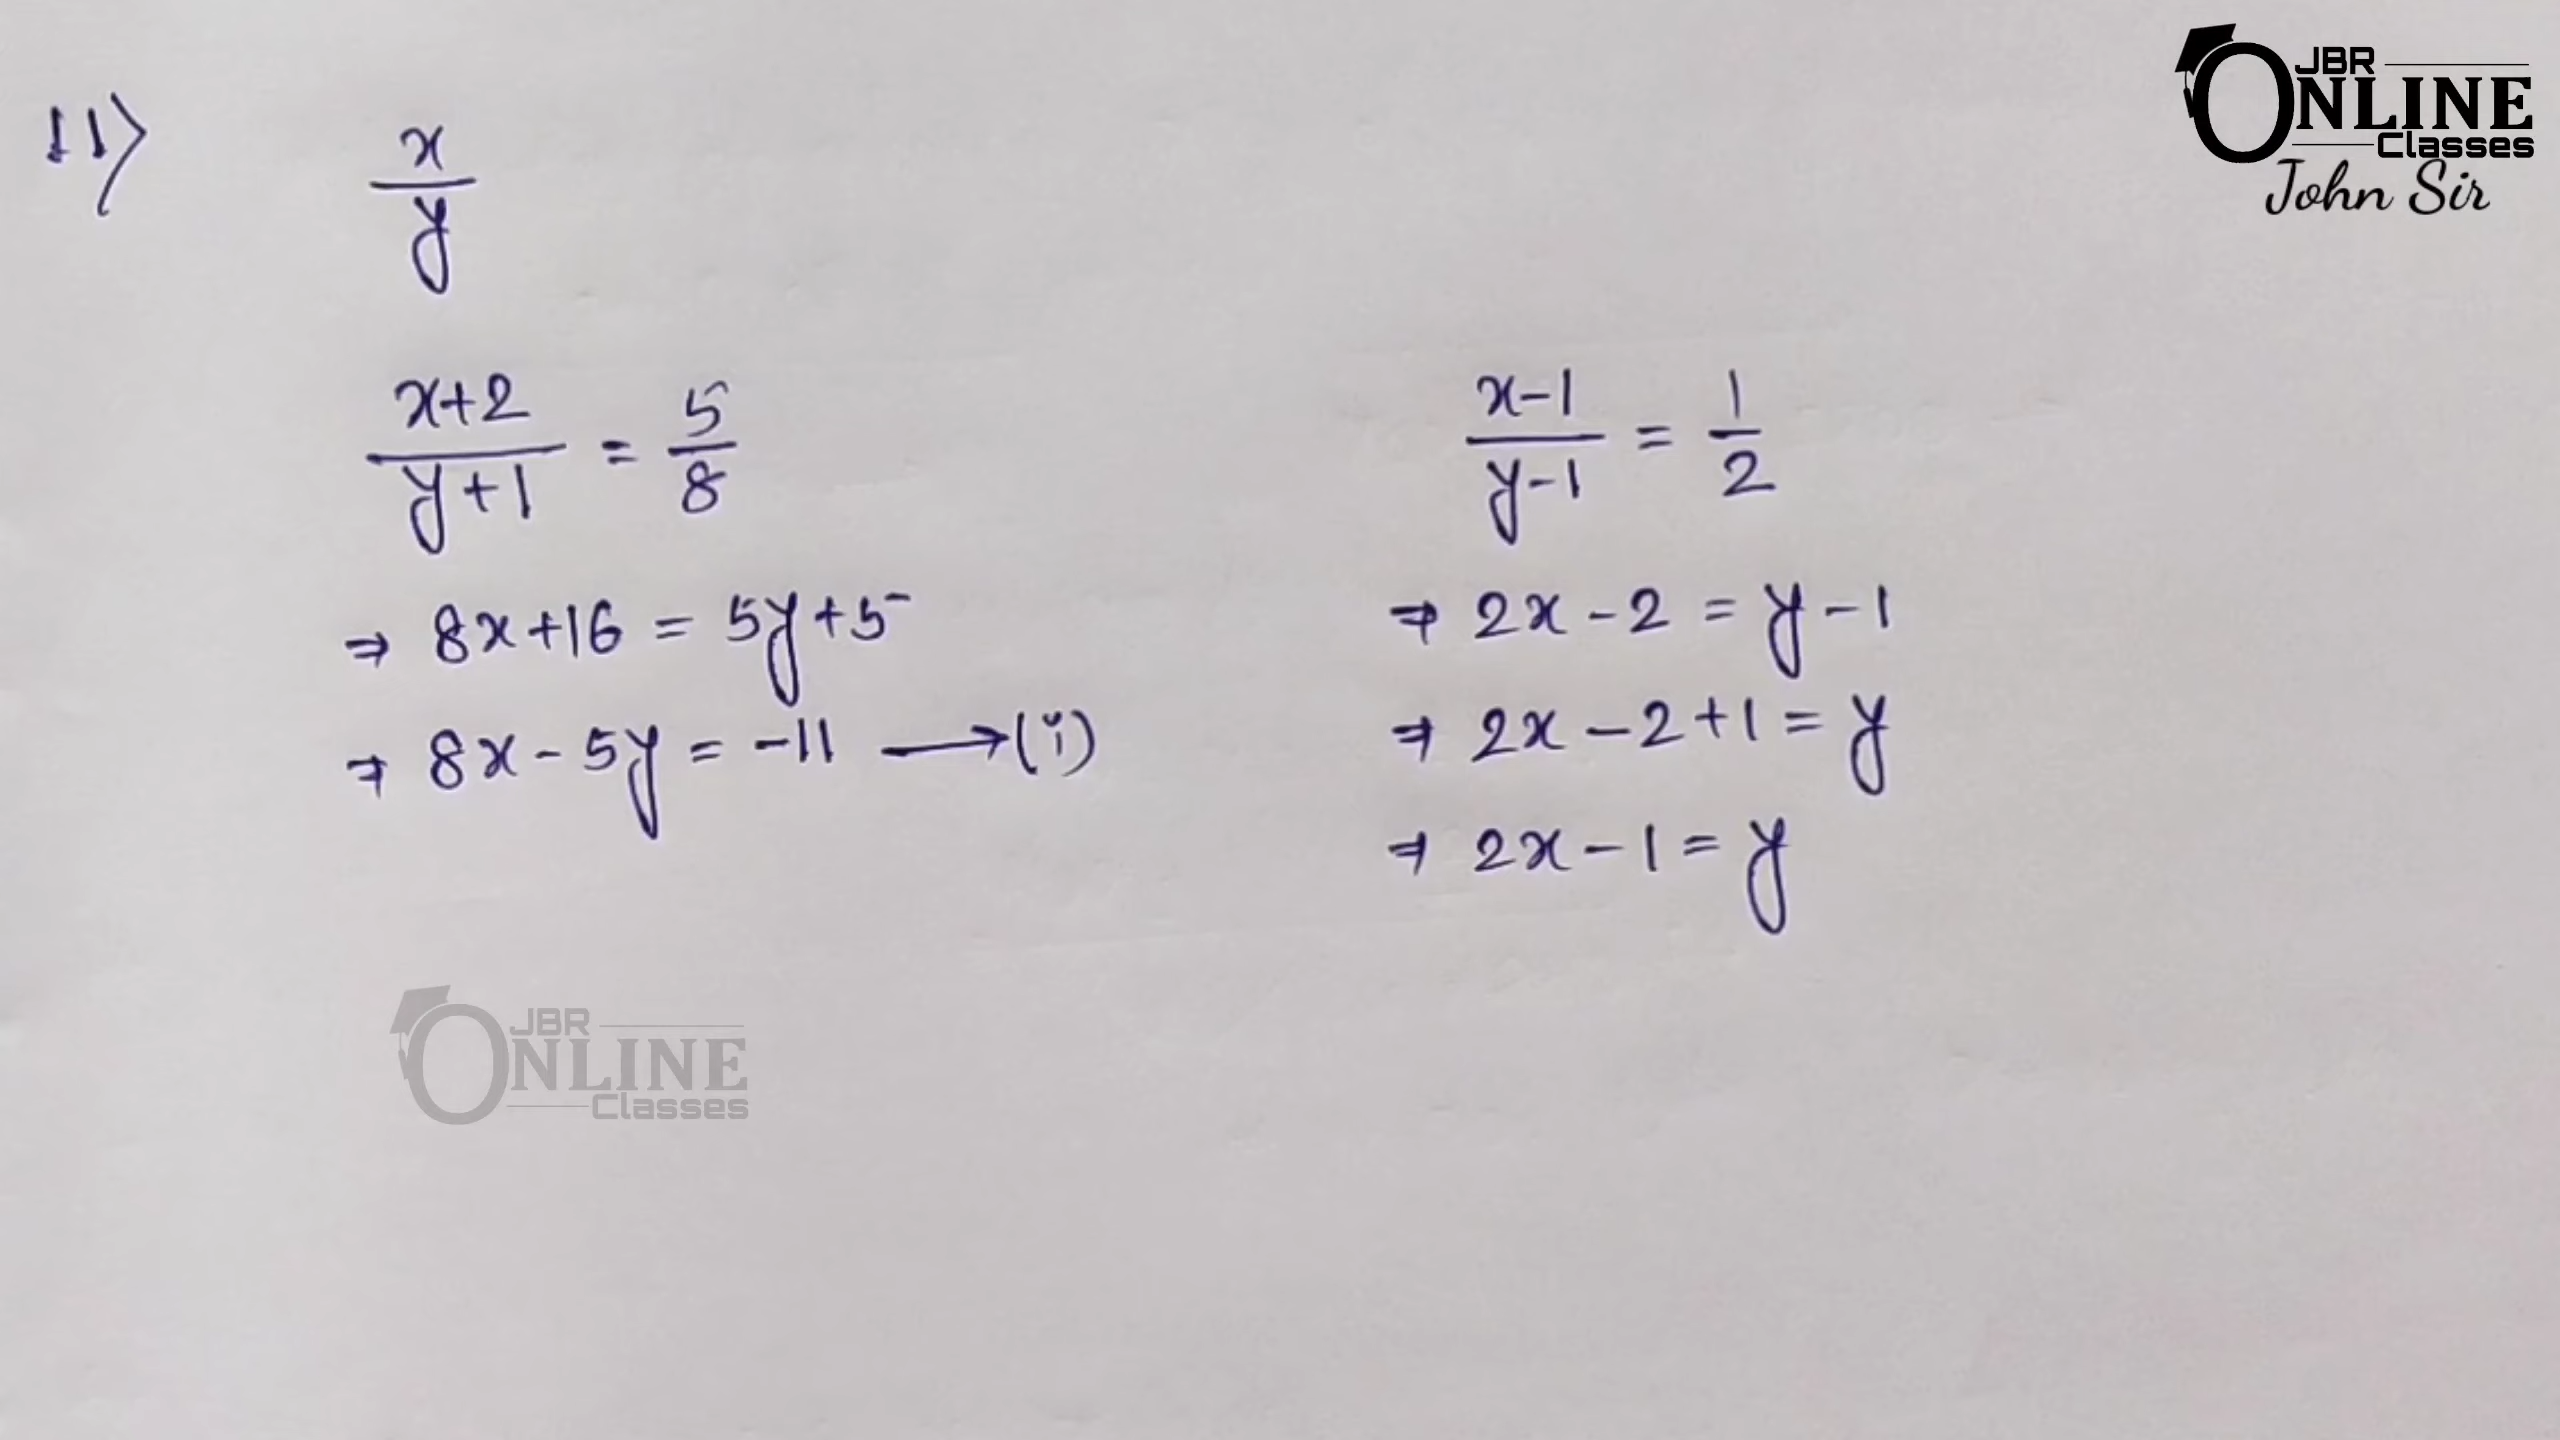 JBR
ONLINE
Classes
John Sir
11)
x/y
(x+2)/(y+1) = 5/8
⇒ 8x+16 = 5y+5
⇒ 8x-5y = -11 ⟶(i)
(x-1)/(y-1) = 1/2
⇒ 2x-2 = y-1
⇒ 2x-2+1 = y
⇒ 2x-1 = y
JBR
ONLINE
Classes